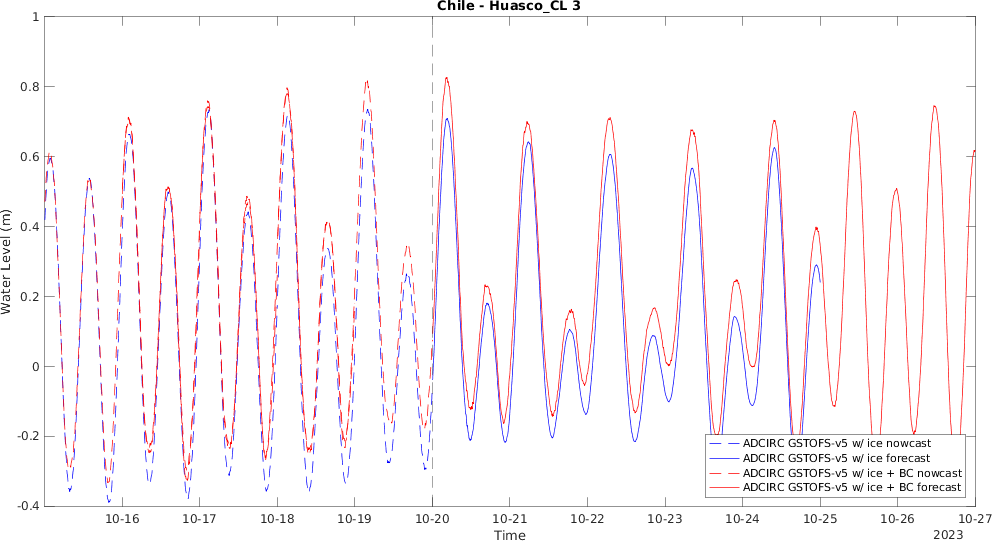 Chile - Huasco_CL 3
Water Level (m)
1
0.8
0.6
0.4
0.2
0
-0.2
-0.4
ADCIRC GSTOFS-v5 w/ ice nowcast
ADCIRC GSTOFS-v5 w/ ice forecast
ADCIRC GSTOFS-v5 w/ ice + BC nowcast
ADCIRC GSTOFS-v5 w/ ice + BC forecast
10-16 10-17 10-18 10-19 10-20 10-21 10-22 10-23 10-24 10-25 10-26 10-27
Time
2023